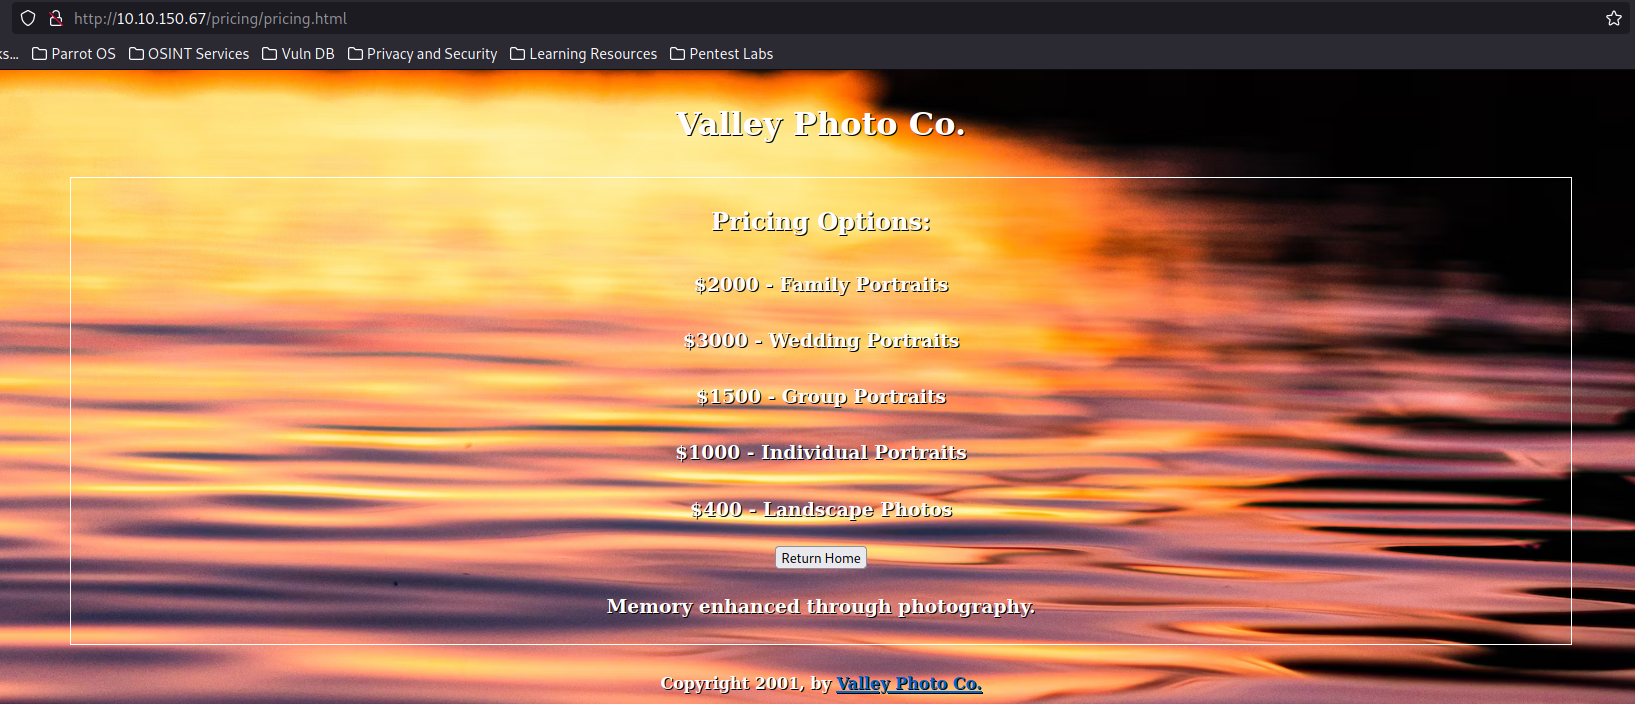 http://10.10.150.67/pricing/pricing.html
ks... Parrot OS OSINT Services Vuln DB Privacy and Security Learning Resources Pentest Labs
Valley Photo Co.
Pricing Options:
$2000 - Family Portraits
$3000 - Wedding Portraits
$1500 - Group Portraits
$1000 - Individual Portraits
$400 - Landscape Photos
Return Home
Memory enhanced through photography.
Copyright 2001, by Valley Photo Co.